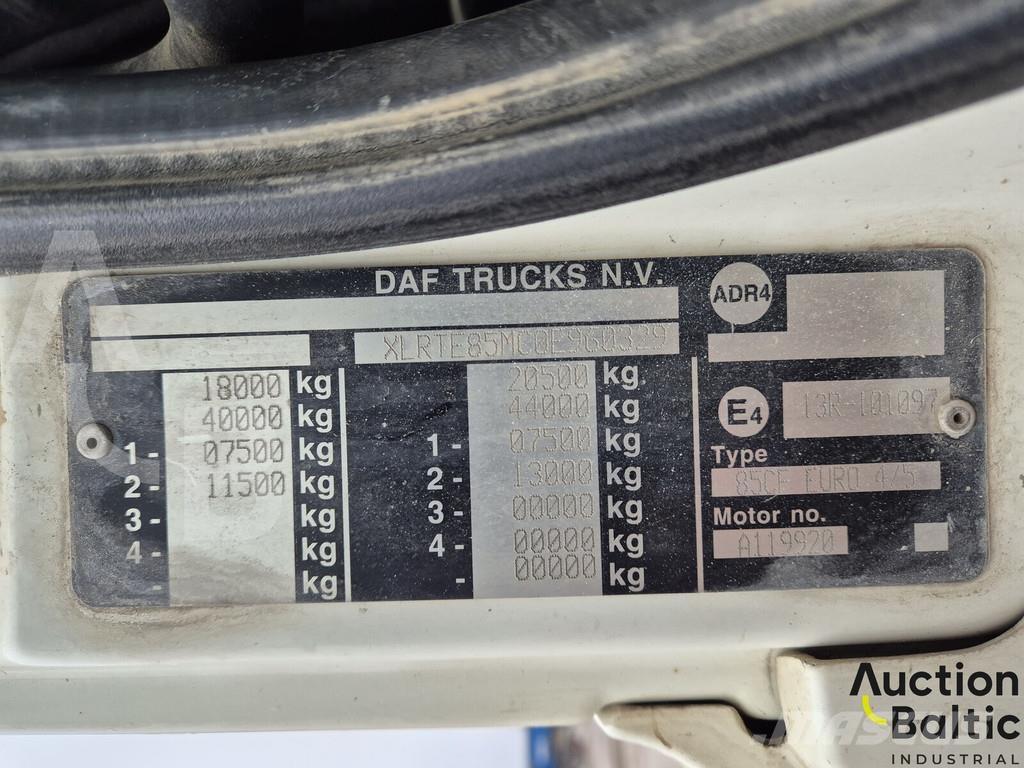 DAF TRUCKS N.V.
XLRTE85MC0E960329
18000 kg
40000 kg
1- 07500 kg
2- 11500 kg
3- kg
4- kg
- kg
20500 kg
44000 kg
1- 07500 kg
2- 13000 kg
3- 00000 kg
4- 00000 kg
- 00000 kg
ADR4
E4 13R-101097
Type
85CF EURO 4/5
Motor no.
A119920
Auction
Baltic
INDUSTRIAL